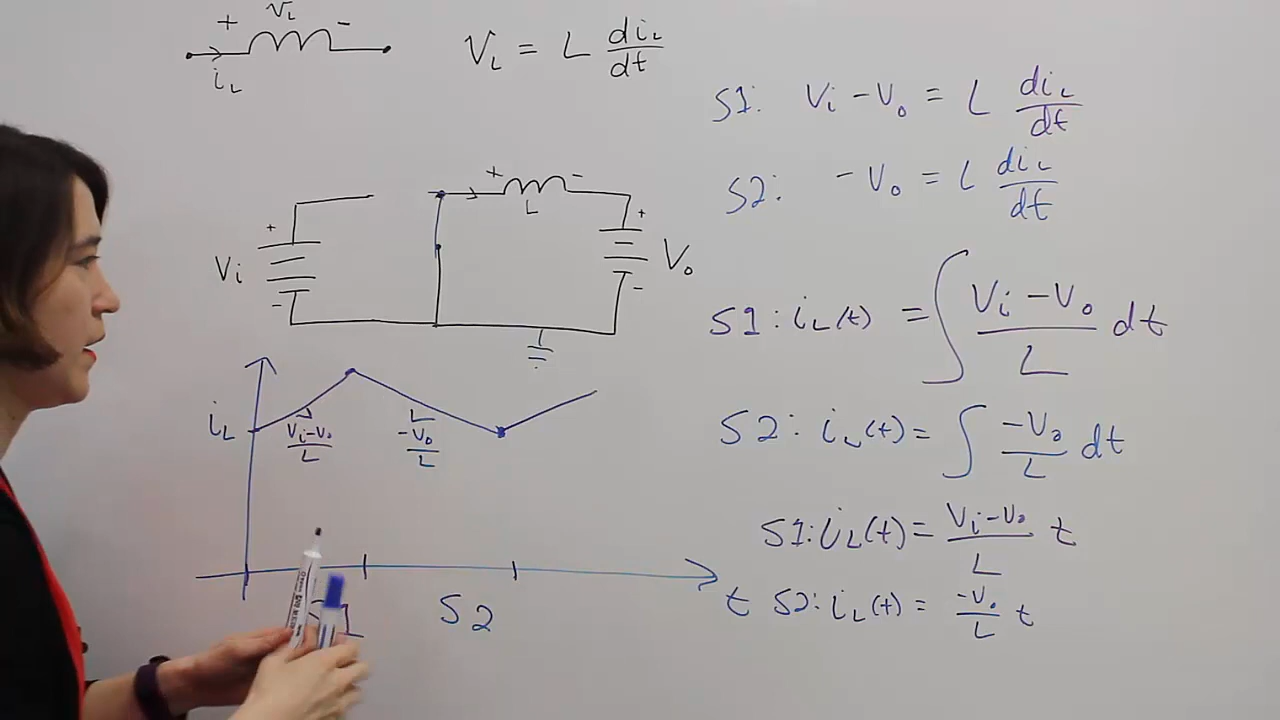 + VL -
iL
VL = L diL/dt
S1: Vi - Vo = L diL/dt
S2: -Vo = L diL/dt
+ -
L
+
Vi
-
+
Vo
-
S1: iL(t) = ∫ Vi - Vo/L dt
S2: iL(t) = ∫ -Vo/L dt
iL
Vi-Vo/L
-Vo/L
S1: iL(t) = Vi-Vo/L t
S2: iL(t) = -Vo/L t
t
S2